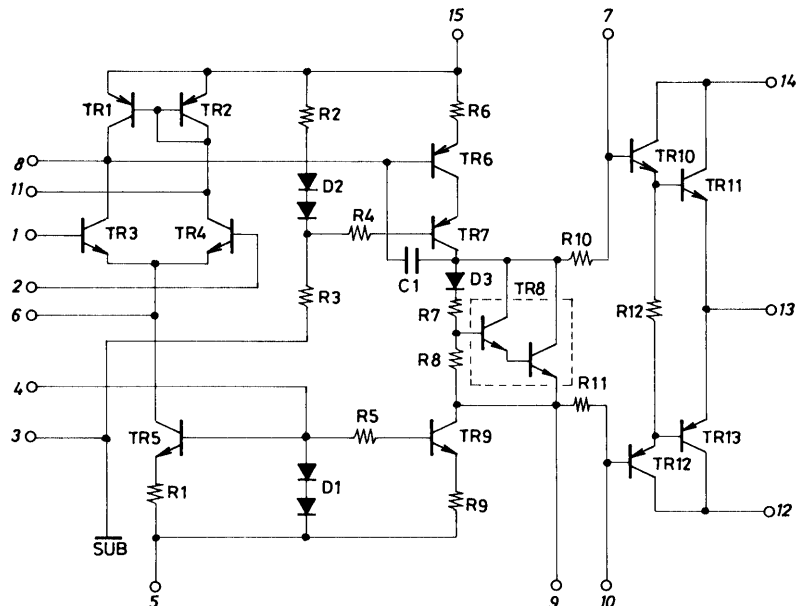 15
7
TR1
TR2
R2
R6
14
8
TR6
TR10
TR11
11
D2
1
TR3
TR4
R4
TR7
R10
2
C1
D3
TR8
6
R3
R7
R12
13
4
R8
R11
3
TR5
R5
TR9
TR12
TR13
R1
D1
R9
12
SUB
5
9
10